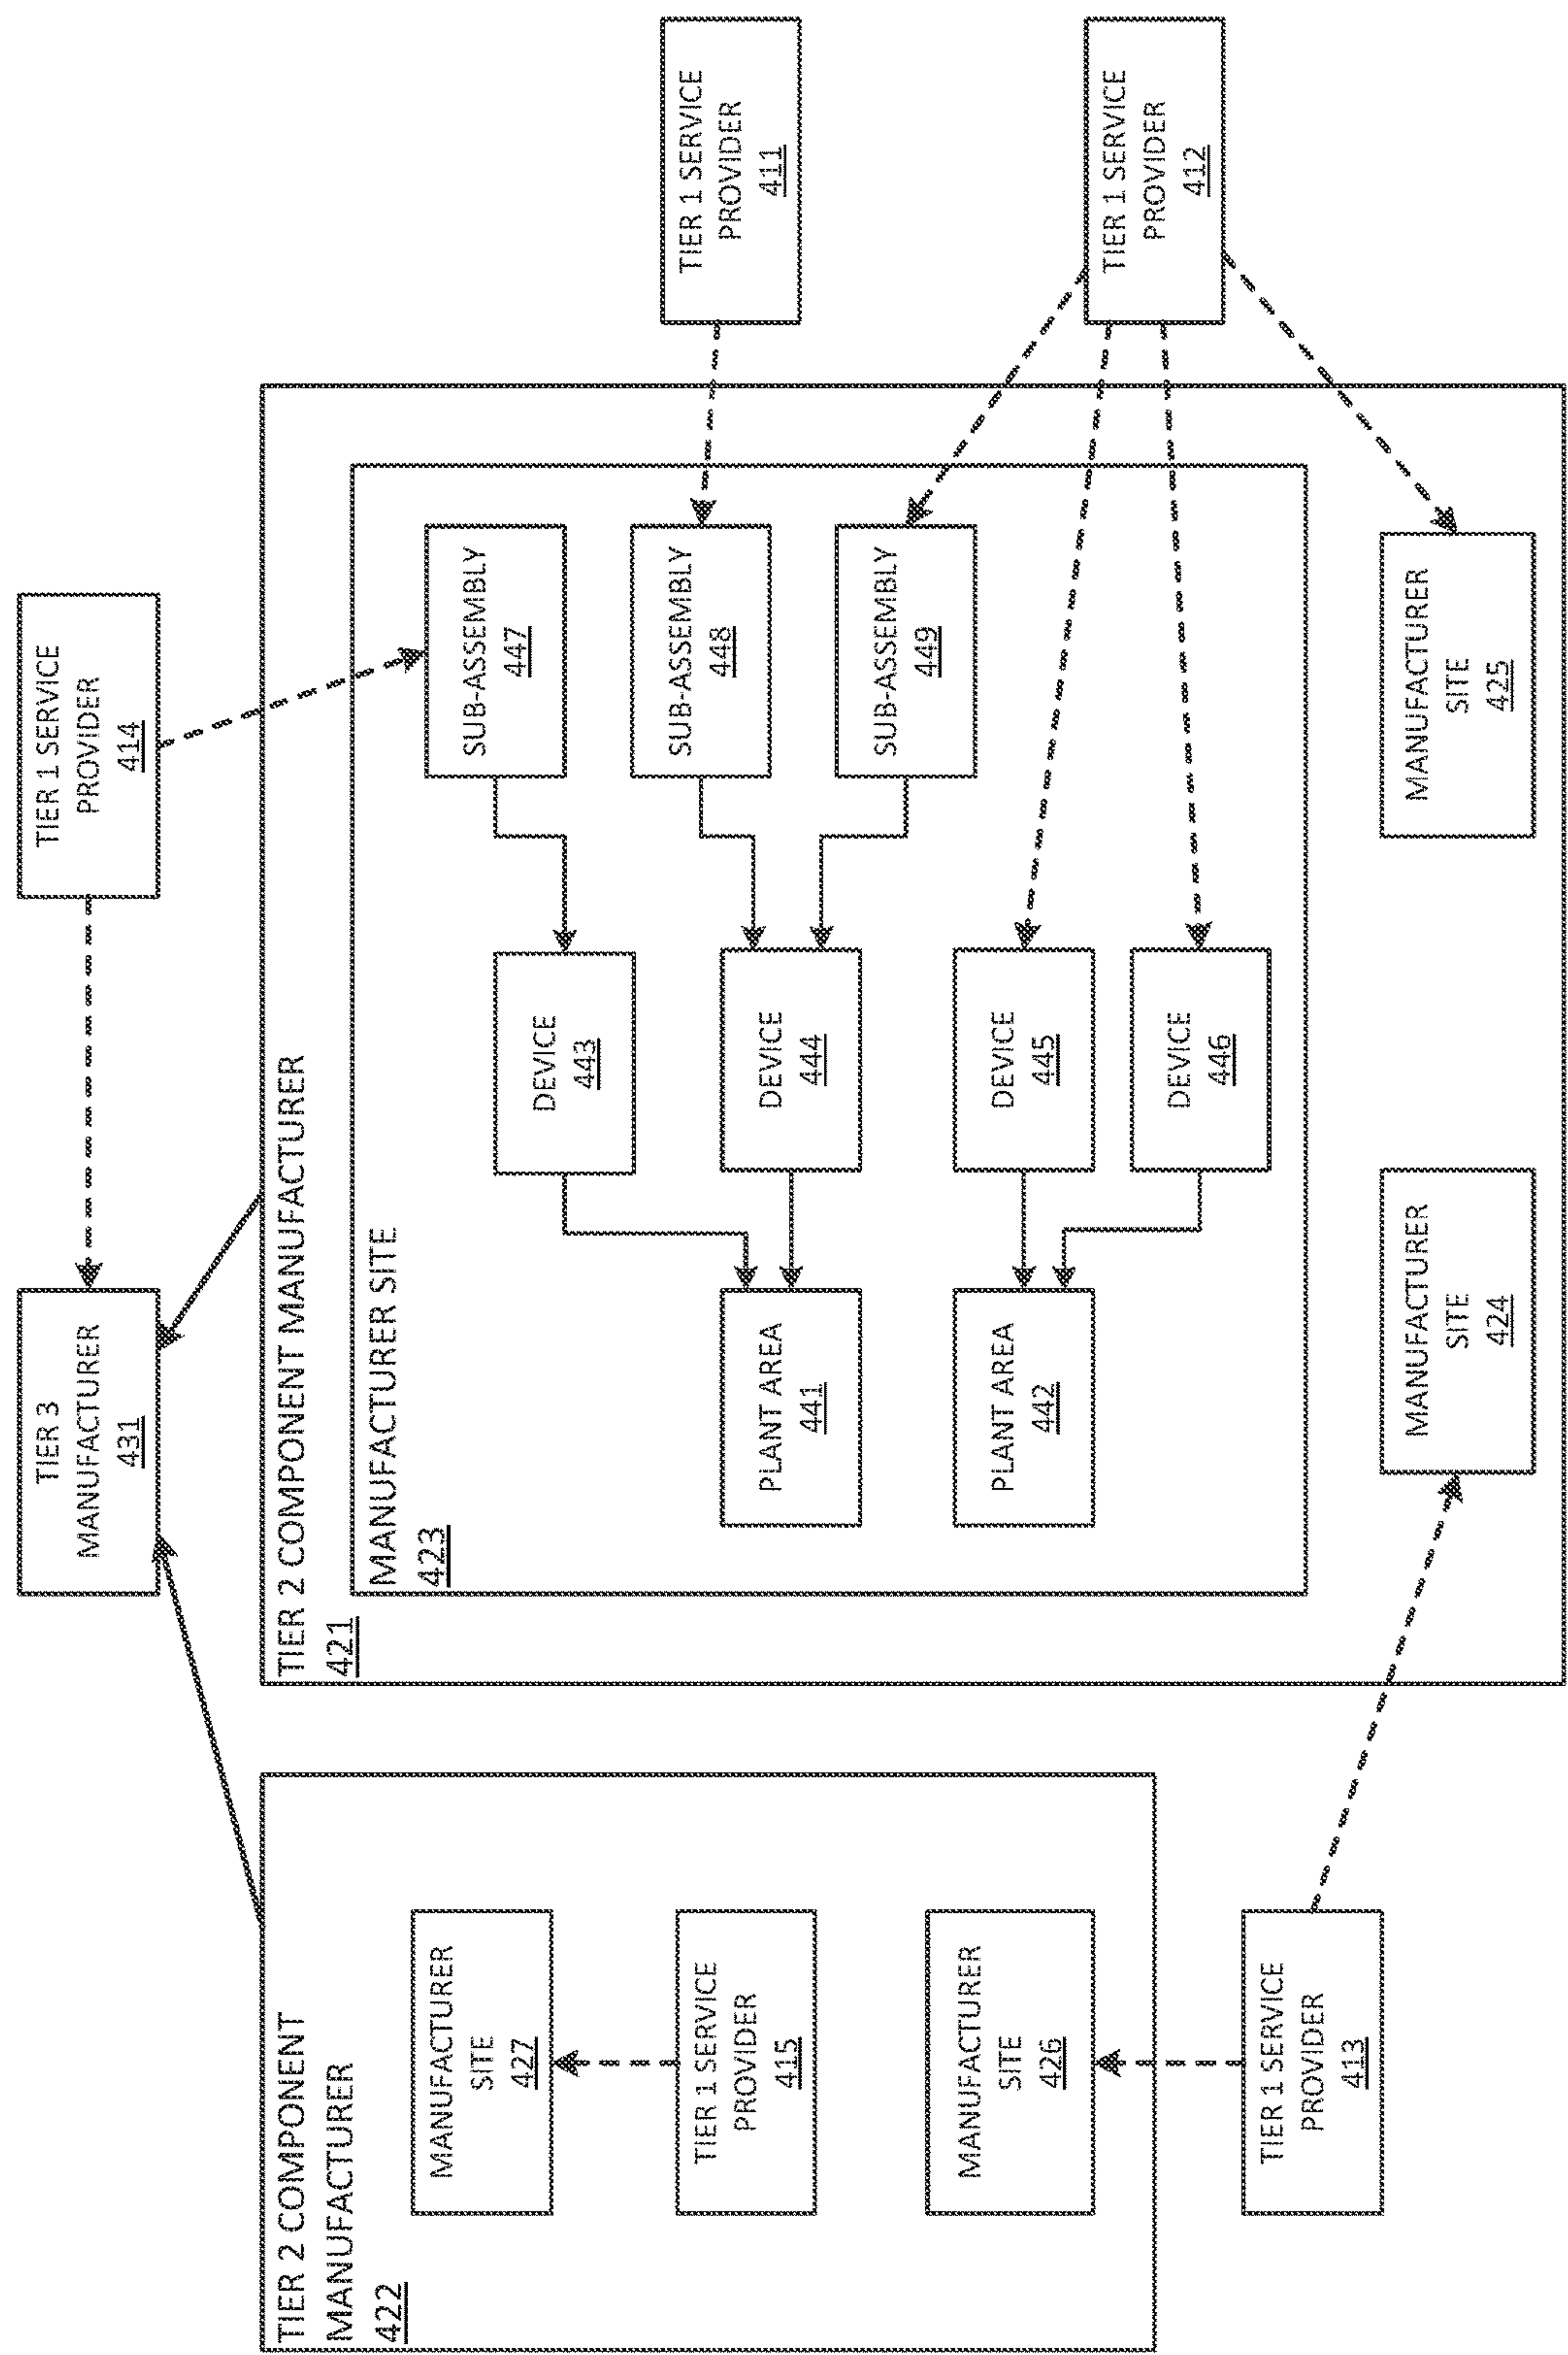 TIER 2 COMPONENT
MANUFACTURER
422
MANUFACTURER
SITE
427
TIER 1 SERVICE
PROVIDER
415
MANUFACTURER
SITE
426
TIER 1 SERVICE
PROVIDER
413
TIER 3
MANUFACTURER
431
TIER 1 SERVICE
PROVIDER
414
TIER 2 COMPONENT MANUFACTURER
421
MANUFACTURER SITE
423
PLANT AREA
441
PLANT AREA
442
DEVICE
443
DEVICE
444
DEVICE
445
DEVICE
446
SUB-ASSEMBLY
447
SUB-ASSEMBLY
448
SUB-ASSEMBLY
449
MANUFACTURER
SITE
424
MANUFACTURER
SITE
425
TIER 1 SERVICE
PROVIDER
411
TIER 1 SERVICE
PROVIDER
412